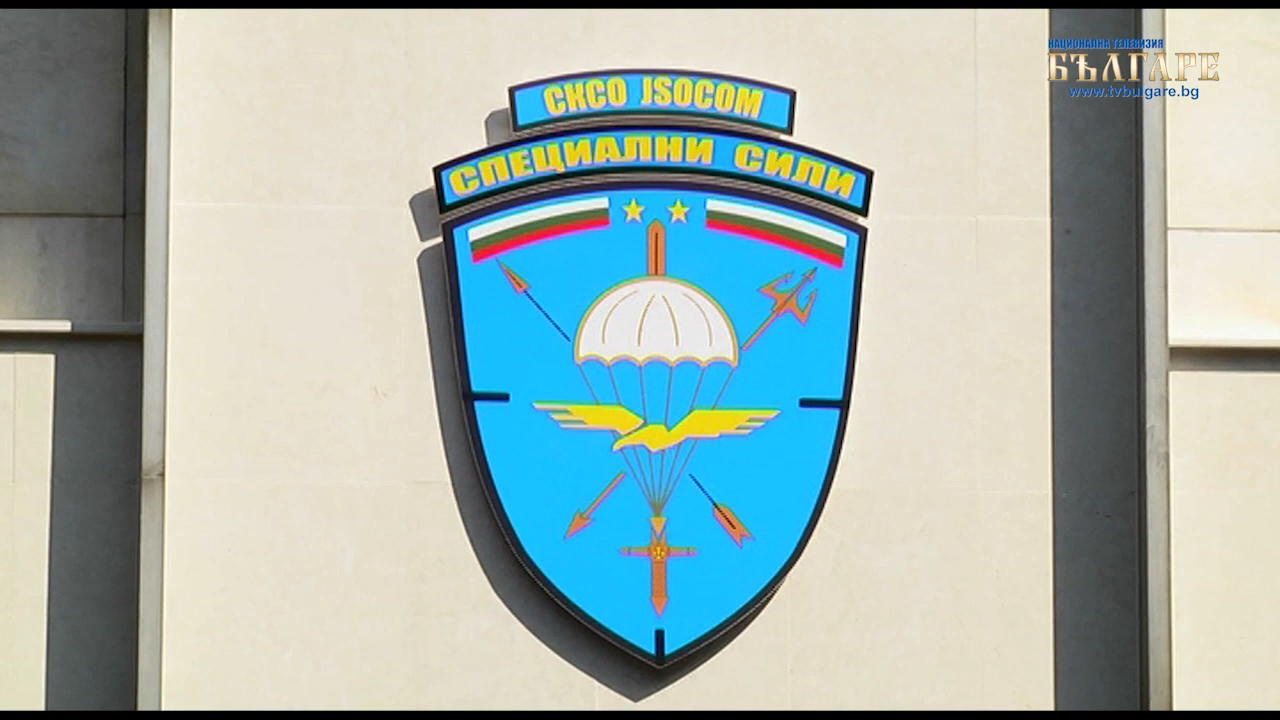 НАЦИОНАЛНА ТЕЛЕВИЗИЯ
БЪЛГАРЕ
www.tvbulgare.bg
СКСО JSOCOM
СПЕЦИАЛНИ СИЛИ